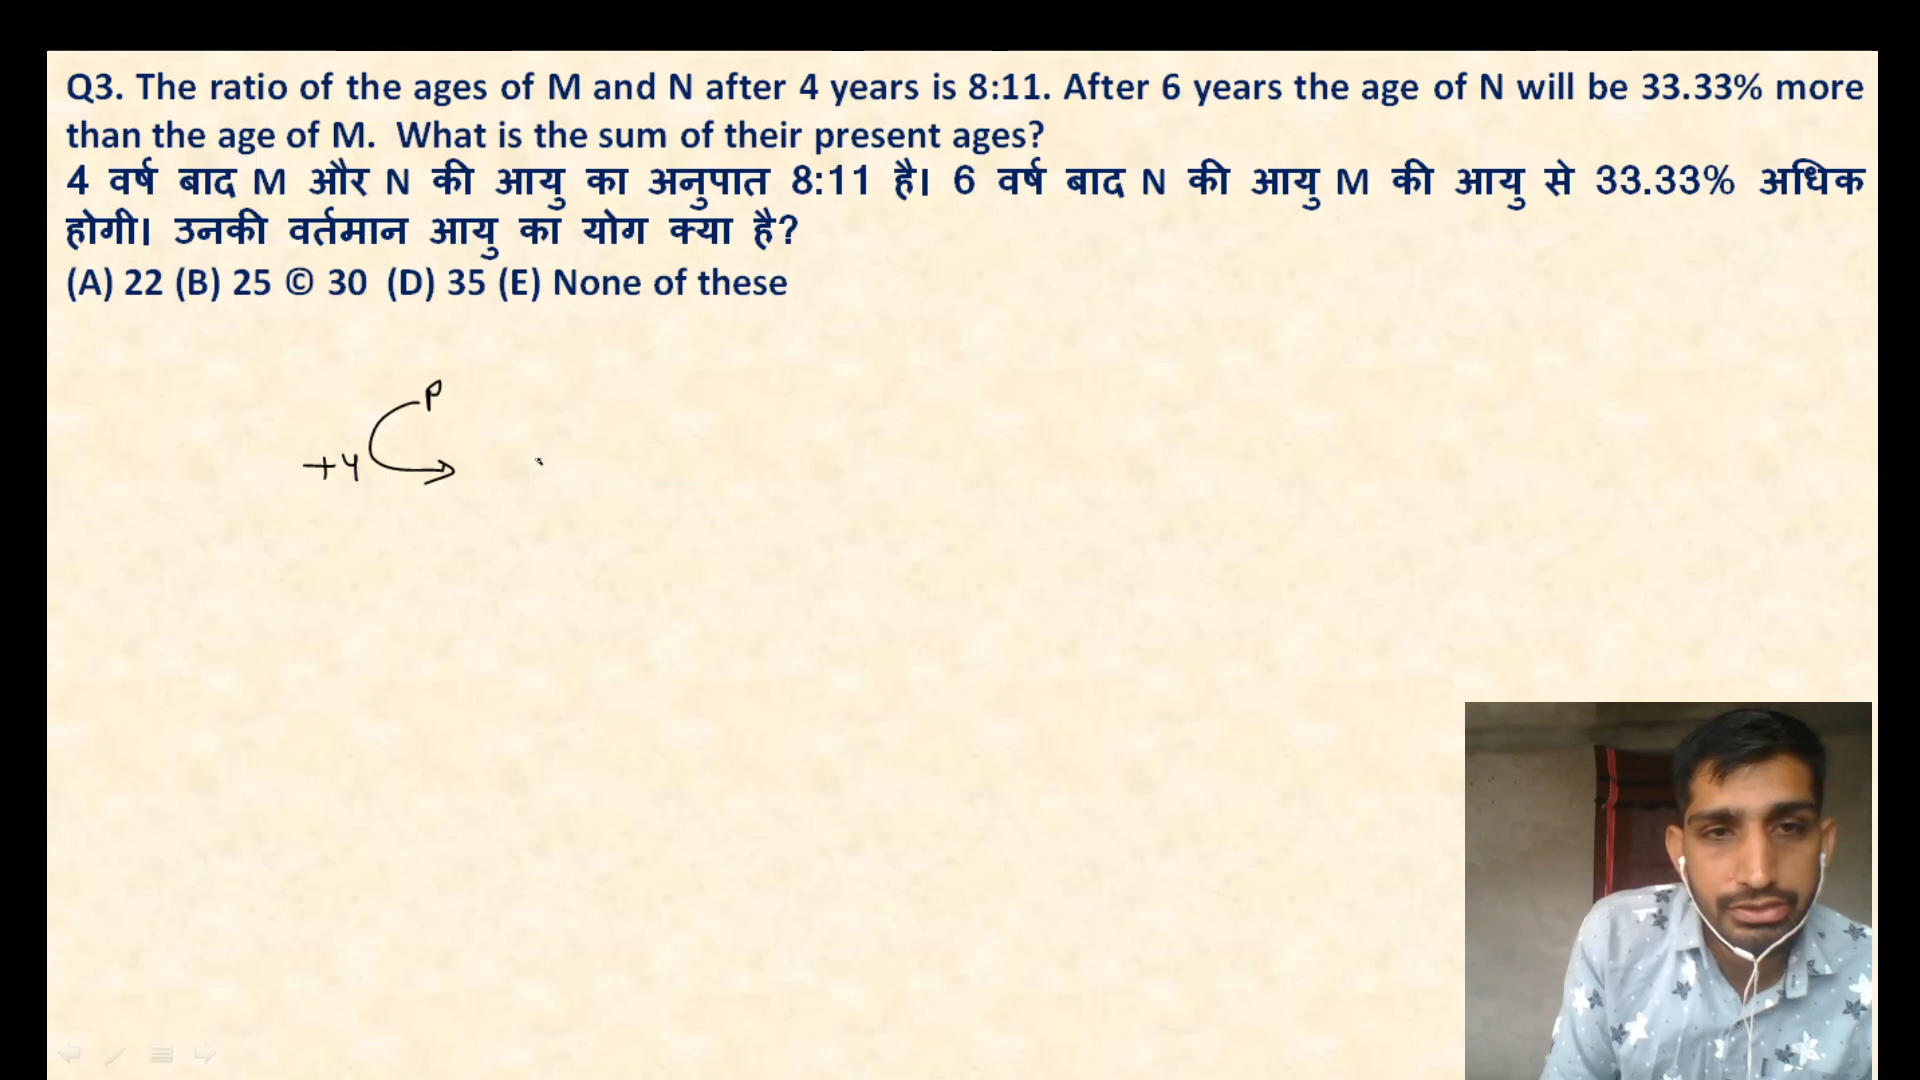 Q3. The ratio of the ages of M and N after 4 years is 8:11. After 6 years the age of N will be 33.33% more
than the age of M. What is the sum of their present ages?
4 वर्ष बाद M और N की आयु का अनुपात 8:11 है। 6 वर्ष बाद N की आयु M की आयु से 33.33% अधिक
होगी। उनकी वर्तमान आयु का योग क्या है?
(A) 22 (B) 25 © 30 (D) 35 (E) None of these
P
+4